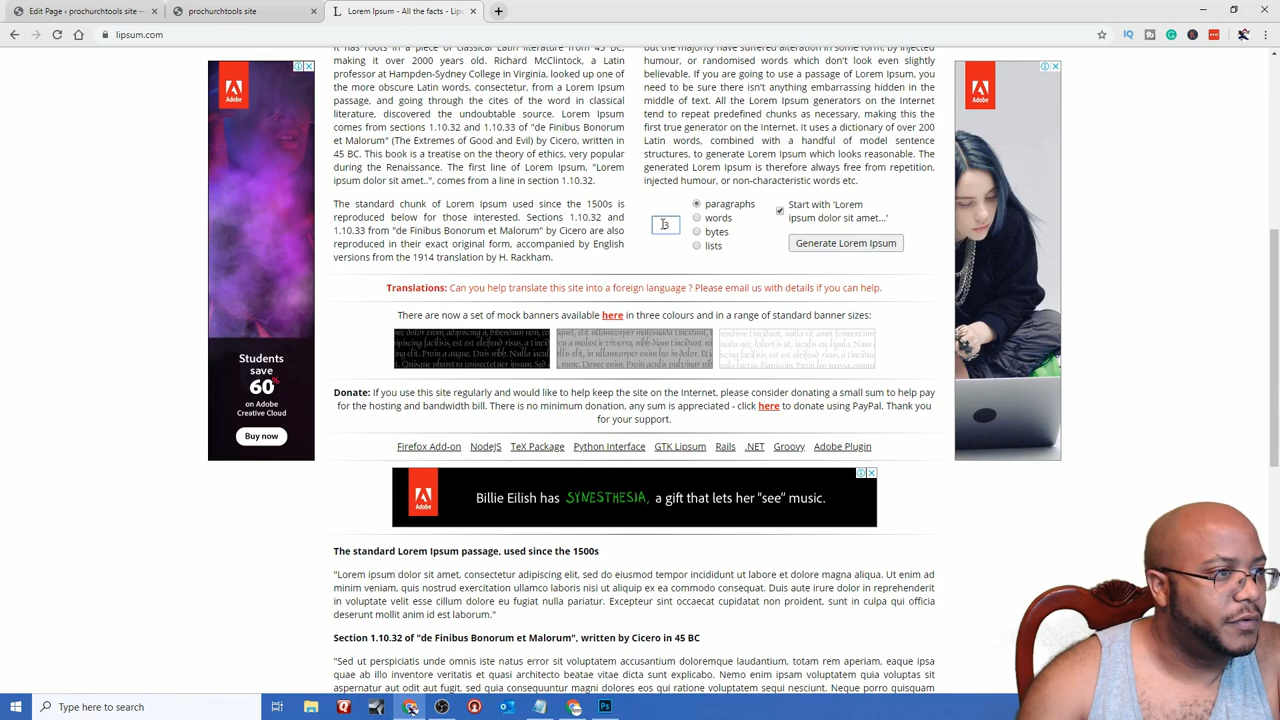 Edit Page ‹ prochurchtools site —
prochurchtools site
Lorem Ipsum - All the facts - Lips
lipsum.com
making it over 2000 years old. Richard McClintock, a Latin
professor at Hampden-Sydney College in Virginia, looked up one of
the more obscure Latin words, consectetur, from a Lorem Ipsum
passage, and going through the cites of the word in classical
literature, discovered the undoubtable source. Lorem Ipsum
comes from sections 1.10.32 and 1.10.33 of "de Finibus Bonorum
et Malorum" (The Extremes of Good and Evil) by Cicero, written in
45 BC. This book is a treatise on the theory of ethics, very popular
during the Renaissance. The first line of Lorem Ipsum, "Lorem
ipsum dolor sit amet..", comes from a line in section 1.10.32.
The standard chunk of Lorem Ipsum used since the 1500s is
reproduced below for those interested. Sections 1.10.32 and
1.10.33 from "de Finibus Bonorum et Malorum" by Cicero are also
reproduced in their exact original form, accompanied by English
versions from the 1914 translation by H. Rackham.
but the majority have suffered alteration in some form, by injected
humour, or randomised words which don't look even slightly
believable. If you are going to use a passage of Lorem Ipsum, you
need to be sure there isn't anything embarrassing hidden in the
middle of text. All the Lorem Ipsum generators on the Internet
tend to repeat predefined chunks as necessary, making this the
first true generator on the Internet. It uses a dictionary of over 200
Latin words, combined with a handful of model sentence
structures, to generate Lorem Ipsum which looks reasonable. The
generated Lorem Ipsum is therefore always free from repetition,
injected humour, or non-characteristic words etc.
3
paragraphs
words
bytes
lists
Start with 'Lorem
ipsum dolor sit amet...'
Generate Lorem Ipsum
Translations: Can you help translate this site into a foreign language ? Please email us with details if you can help.
There are now a set of mock banners available here in three colours and in a range of standard banner sizes:
Donate: If you use this site regularly and would like to help keep the site on the Internet, please consider donating a small sum to help pay
for the hosting and bandwidth bill. There is no minimum donation, any sum is appreciated - click here to donate using PayPal. Thank you
for your support.
Firefox Add-on NodeJS TeX Package Python Interface GTK Lipsum Rails .NET Groovy Adobe Plugin
Adobe
Students
save
60%
on Adobe
Creative Cloud
Buy now
Adobe
Adobe
Billie Eilish has SYNESTHESIA, a gift that lets her "see" music.
The standard Lorem Ipsum passage, used since the 1500s
"Lorem ipsum dolor sit amet, consectetur adipiscing elit, sed do eiusmod tempor incididunt ut labore et dolore magna aliqua. Ut enim ad
minim veniam, quis nostrud exercitation ullamco laboris nisi ut aliquip ex ea commodo consequat. Duis aute irure dolor in reprehenderit
in voluptate velit esse cillum dolore eu fugiat nulla pariatur. Excepteur sint occaecat cupidatat non proident, sunt in culpa qui officia
deserunt mollit anim id est laborum."
Section 1.10.32 of "de Finibus Bonorum et Malorum", written by Cicero in 45 BC
"Sed ut perspiciatis unde omnis iste natus error sit voluptatem accusantium doloremque laudantium, totam rem aperiam, eaque ipsa
quae ab illo inventore veritatis et quasi architecto beatae vitae dicta sunt explicabo. Nemo enim ipsam voluptatem quia voluptas sit
aspernatur aut odit aut fugit, sed quia consequuntur magni dolores eos qui ratione voluptatem sequi nesciunt. Neque porro quisquam
Type here to search